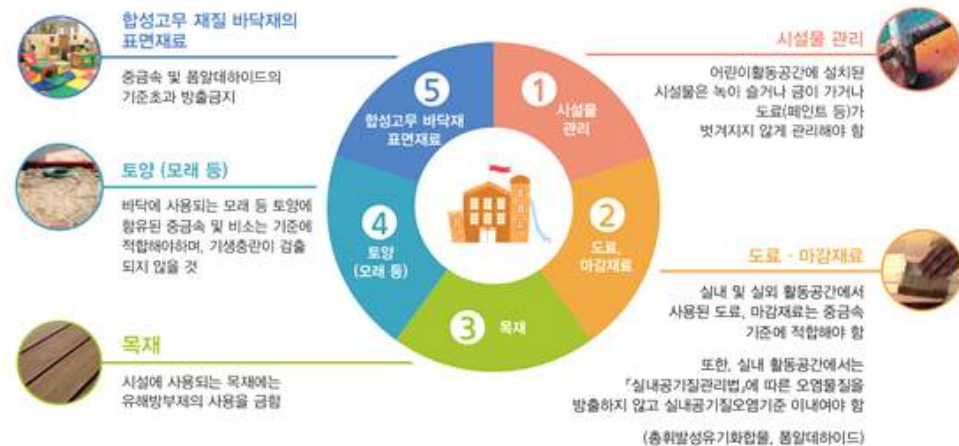 합성고무 재질 바닥재의
표면재료
중금속 및 폼알데하이드의
기준초과 방출금지
토양 (모래 등)
바닥에 사용되는 모래 등 토양에
함유된 중금속 및 비소는 기준에
적합해야하며, 기생충란이 검출
되지 않을 것
목재
시설에 사용되는 목재에는
유해방부제의 사용을 금함
5
합성고무 바닥재
표면재료
1
시설물
관리
4
토양
(모래 등)
2
도료,
마감재료
3 목재
시설물 관리
어린이활동공간에 설치된
시설물은 녹이 슬거나 금이 가거나
도료(페인트 등)가
벗겨지지 않게 관리해야 함
도료 · 마감재료
실내 및 실외 활동공간에서
사용된 도료, 마감재료는 중금속
기준에 적합해야 함
또한, 실내 활동공간에서는
「실내공기질관리법」에 따른 오염물질을
방출하지 않고 실내공기질오염기준 이내여야 함
(총휘발성유기화합물, 폼알데하이드)